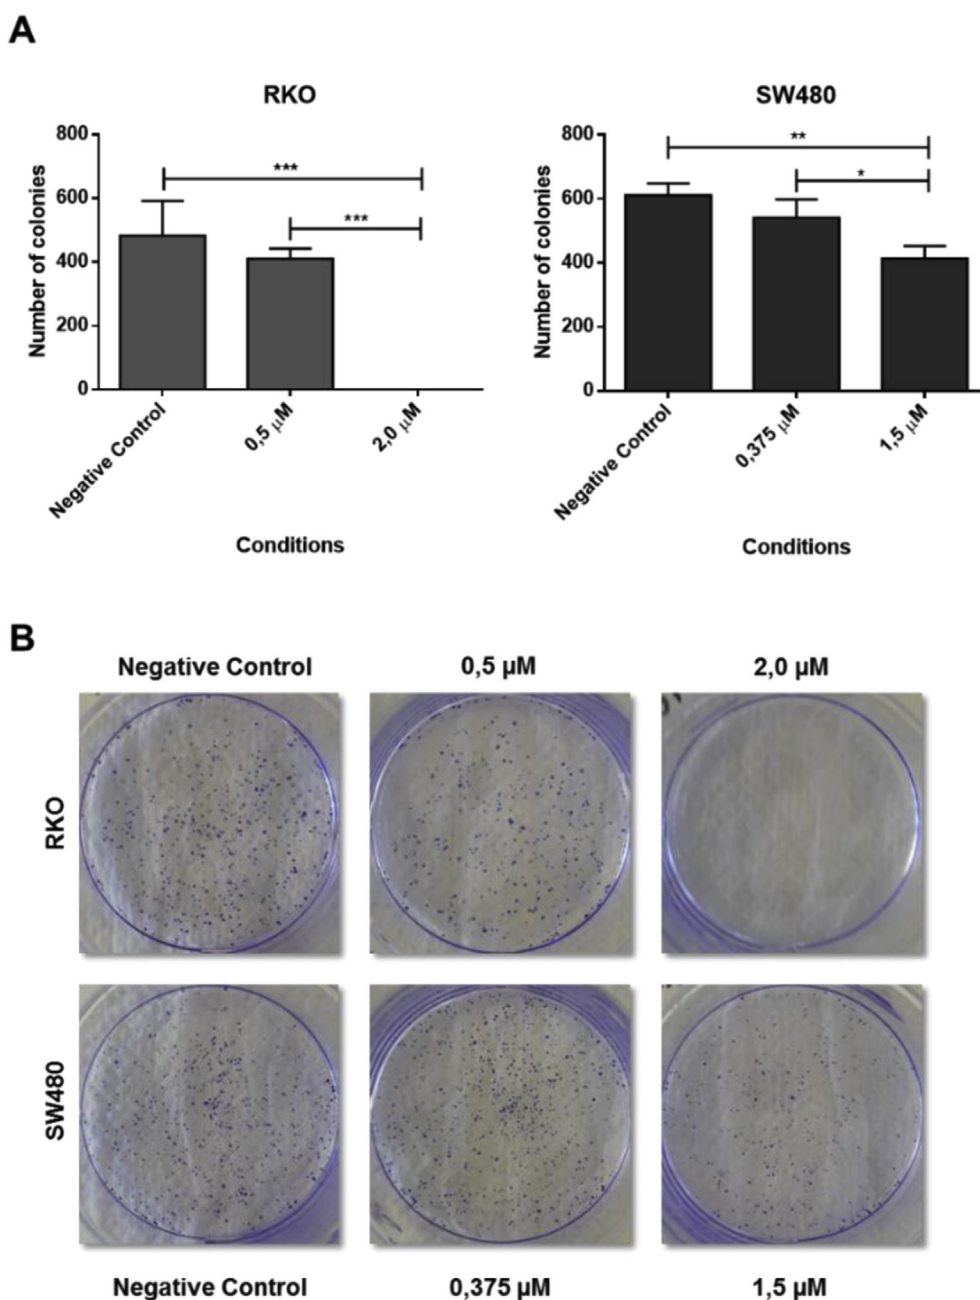 A
RKO
SW480
Number of colonies
800
600
400
200
0
***
***
Negative Control
0,5 µM
2,0 µM
Conditions
Number of colonies
800
600
400
200
0
**
*
Negative Control
0,375 µM
1,5 µM
Conditions
B
Negative Control 0,5 µM 2,0 µM
RKO
SW480
Negative Control 0,375 µM 1,5 µM